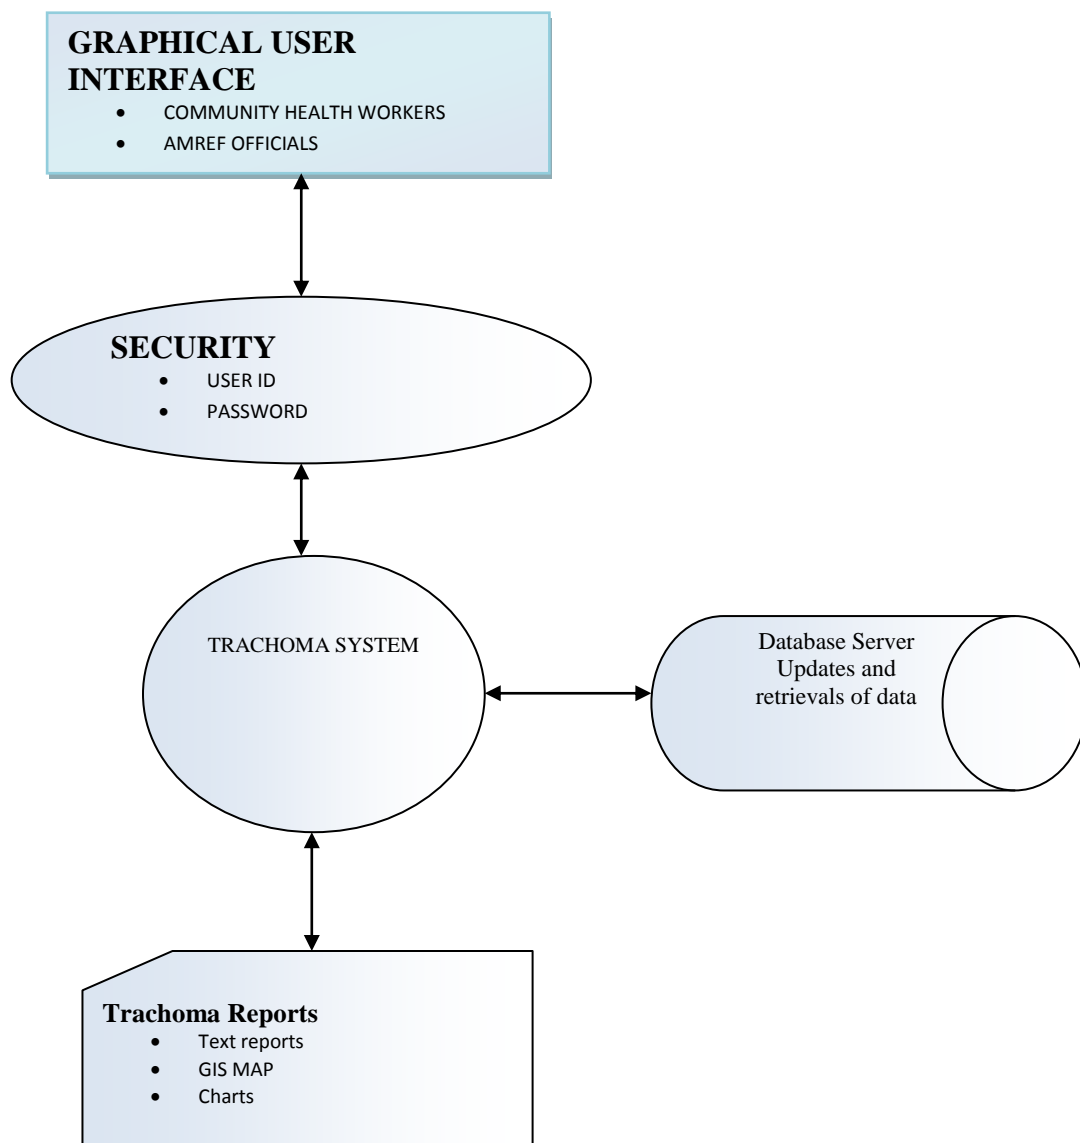 GRAPHICAL USER
INTERFACE
• COMMUNITY HEALTH WORKERS
• AMREF OFFICIALS
SECURITY
• USER ID
• PASSWORD
TRACHOMA SYSTEM
Database Server
Updates and
retrievals of data
Trachoma Reports
• Text reports
• GIS MAP
• Charts